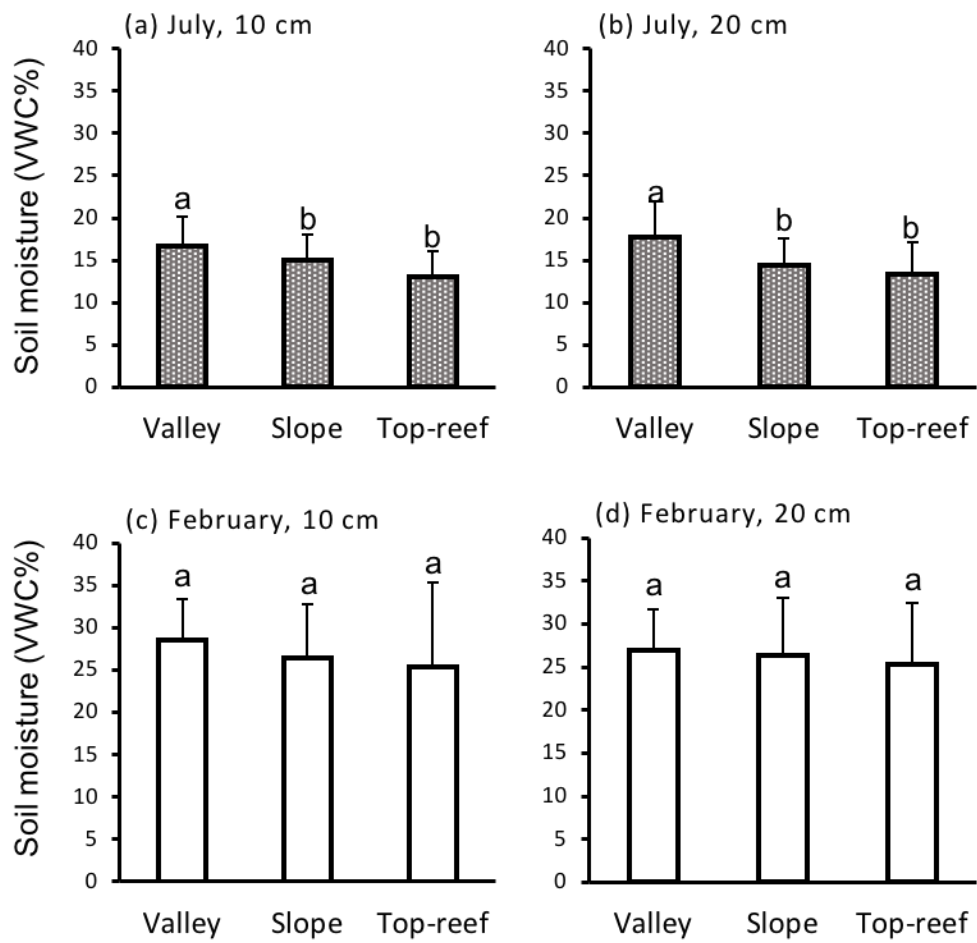 (a) July, 10 cm
Soil moisture (VWC%)
40
35
30
25
20
15
10
5
0
a
b
b
Valley Slope Top-reef
(b) July, 20 cm
40
35
30
25
20
15
10
5
0
a
b
b
Valley Slope Top-reef
(c) February, 10 cm
Soil moisture (VWC%)
40
35
30
25
20
15
10
5
0
a
a
a
Valley Slope Top-reef
(d) February, 20 cm
40
35
30
25
20
15
10
5
0
a
a
a
Valley Slope Top-reef